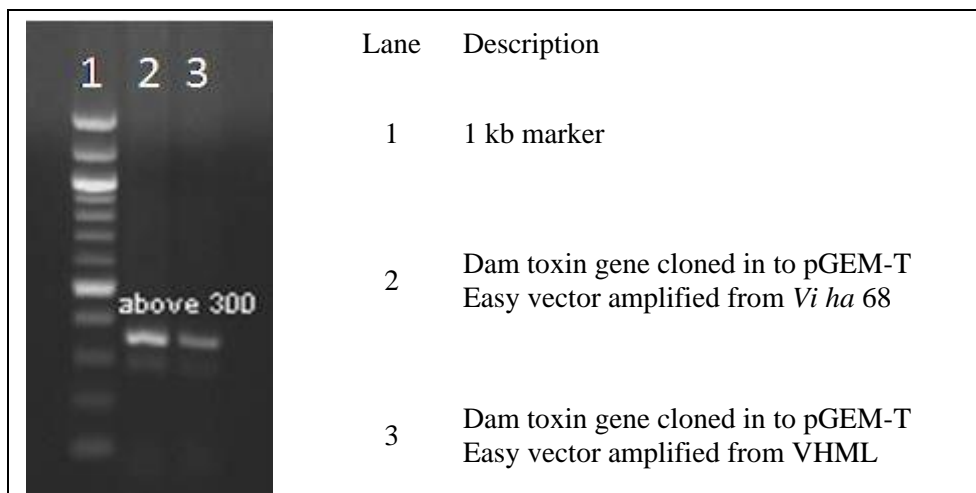 1 2 3
above 300
Lane Description
1 1 kb marker
2 Dam toxin gene cloned in to pGEM-T
Easy vector amplified from Vi ha 68
3 Dam toxin gene cloned in to pGEM-T
Easy vector amplified from VHML